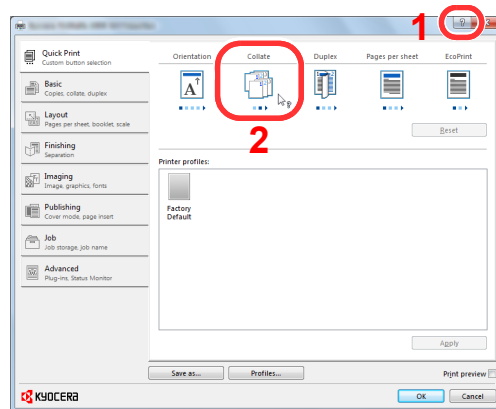 1
?
Quick Print
Custom button selection
Basic
Copies, collate, duplex
Layout
Pages per sheet, booklet, scale
Finishing
Separation
Imaging
Image, graphics, fonts
Publishing
Cover mode, page insert
Job
Job storage, job name
Advanced
Plug-ins, Status Monitor
Orientation
Collate
Duplex
Pages per sheet
EcoPrint
A
2
Reset
Printer profiles:
Factory
Default
Apply
Save as...
Profiles...
Print preview
KYOCERA
OK
Cancel